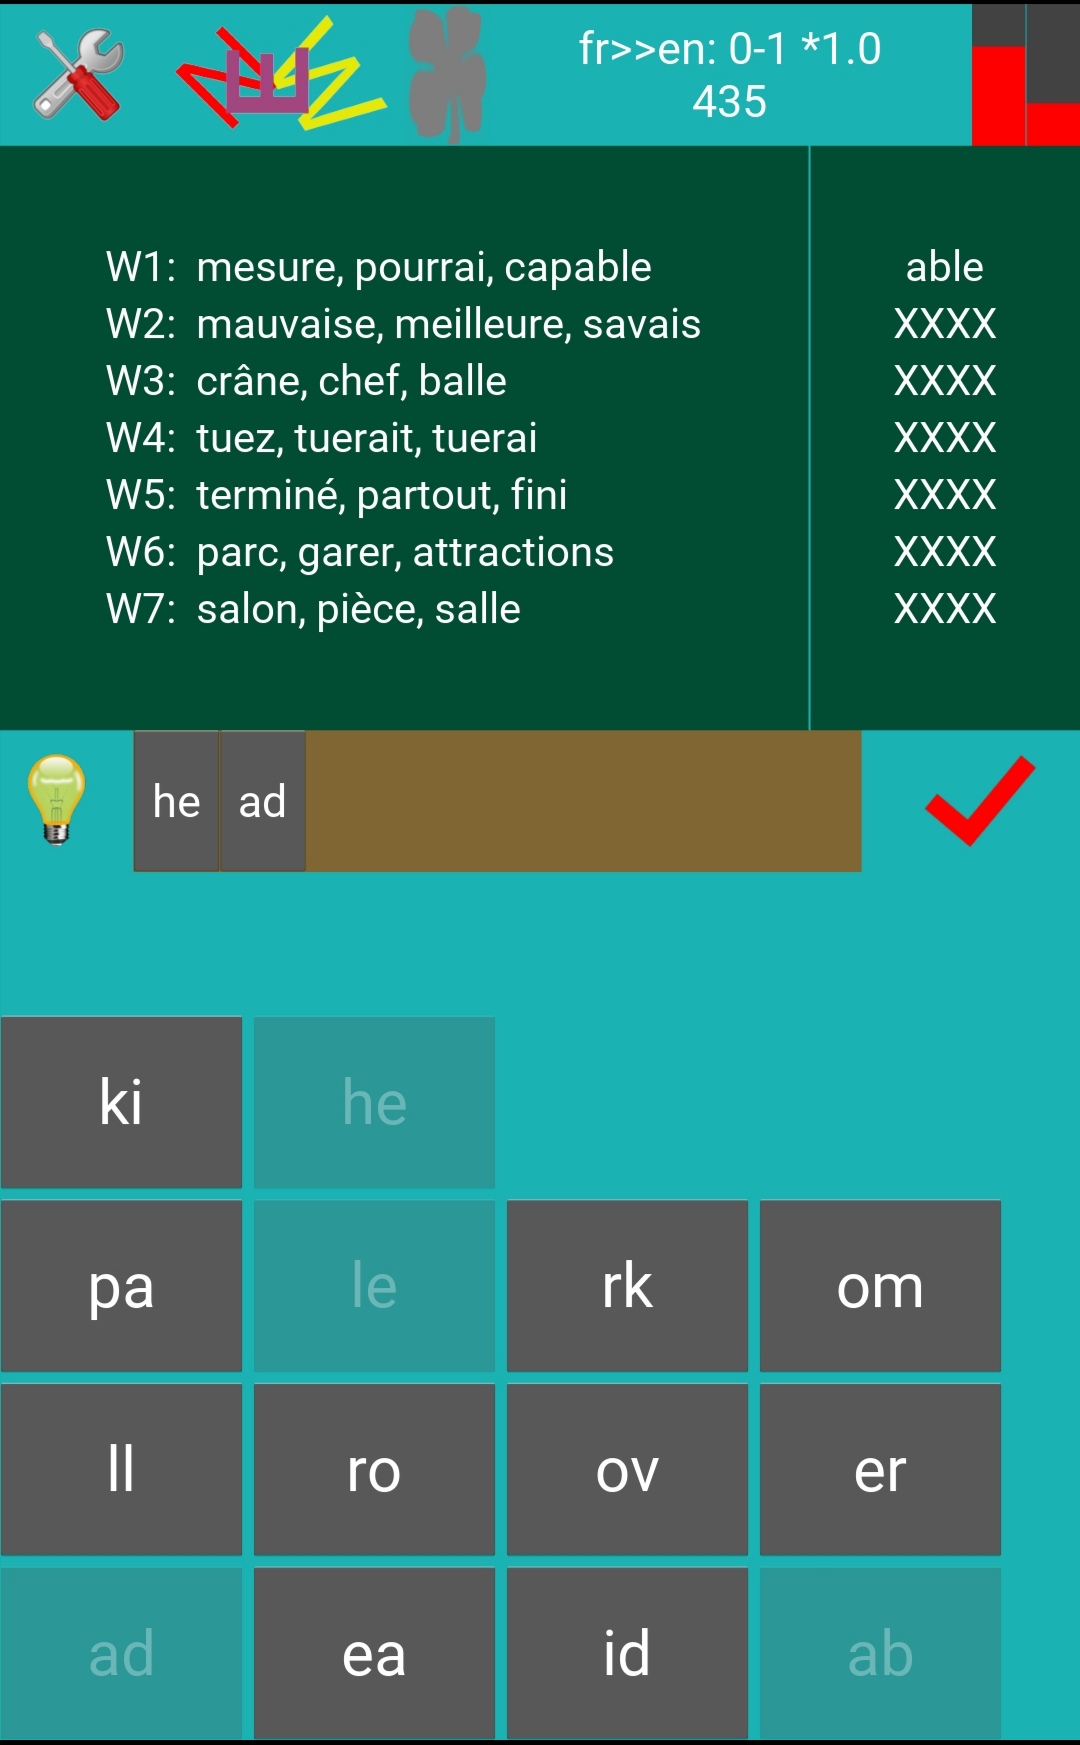 fr>>en: 0-1 *1.0
435
W1: mesure, pourrai, capable able
W2: mauvaise, meilleure, savais XXXX
W3: crâne, chef, balle XXXX
W4: tuez, tuerait, tuerai XXXX
W5: terminé, partout, fini XXXX
W6: parc, garer, attractions XXXX
W7: salon, pièce, salle XXXX
he ad
ki he
pa le rk om
ll ro ov er
ad ea id ab